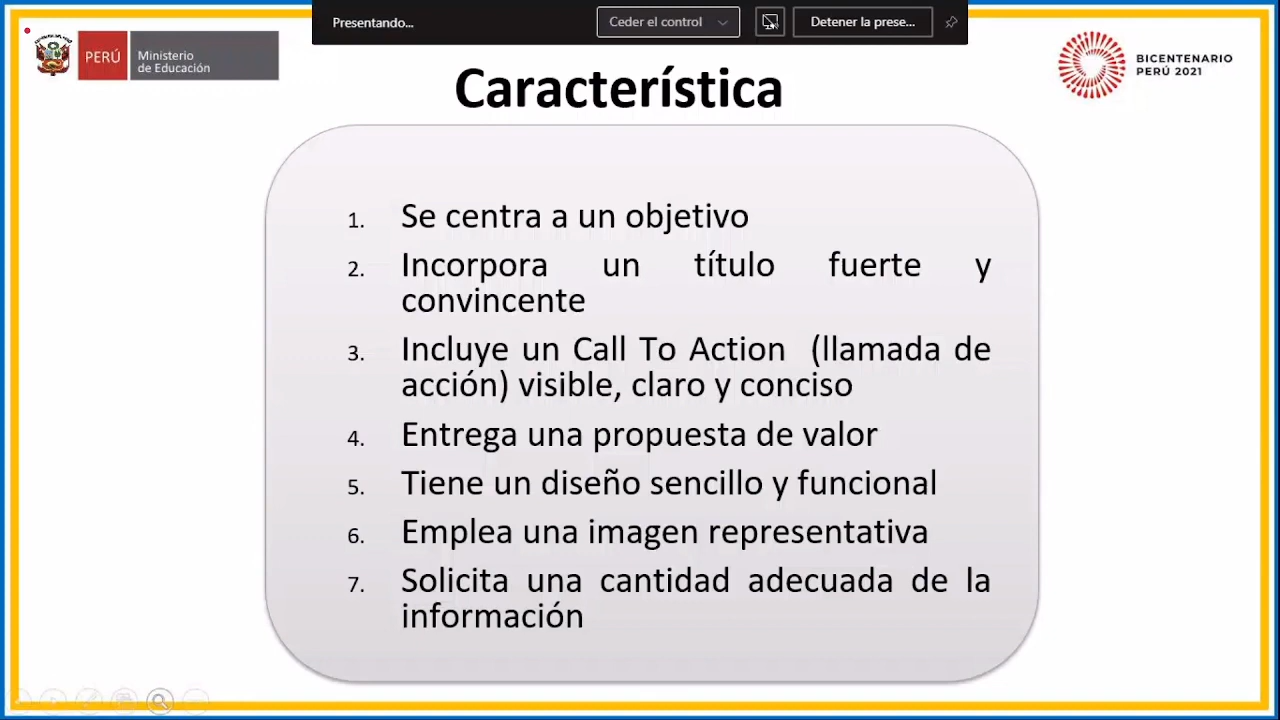 Presentando...
Ceder el control
Detener la prese...
PERÚ
Ministerio
de Educación
BICENTENARIO
PERÚ 2021
Característica
1. Se centra a un objetivo
2. Incorpora un título fuerte y
convincente
3. Incluye un Call To Action (llamada de
acción) visible, claro y conciso
4. Entrega una propuesta de valor
5. Tiene un diseño sencillo y funcional
6. Emplea una imagen representativa
7. Solicita una cantidad adecuada de la
información